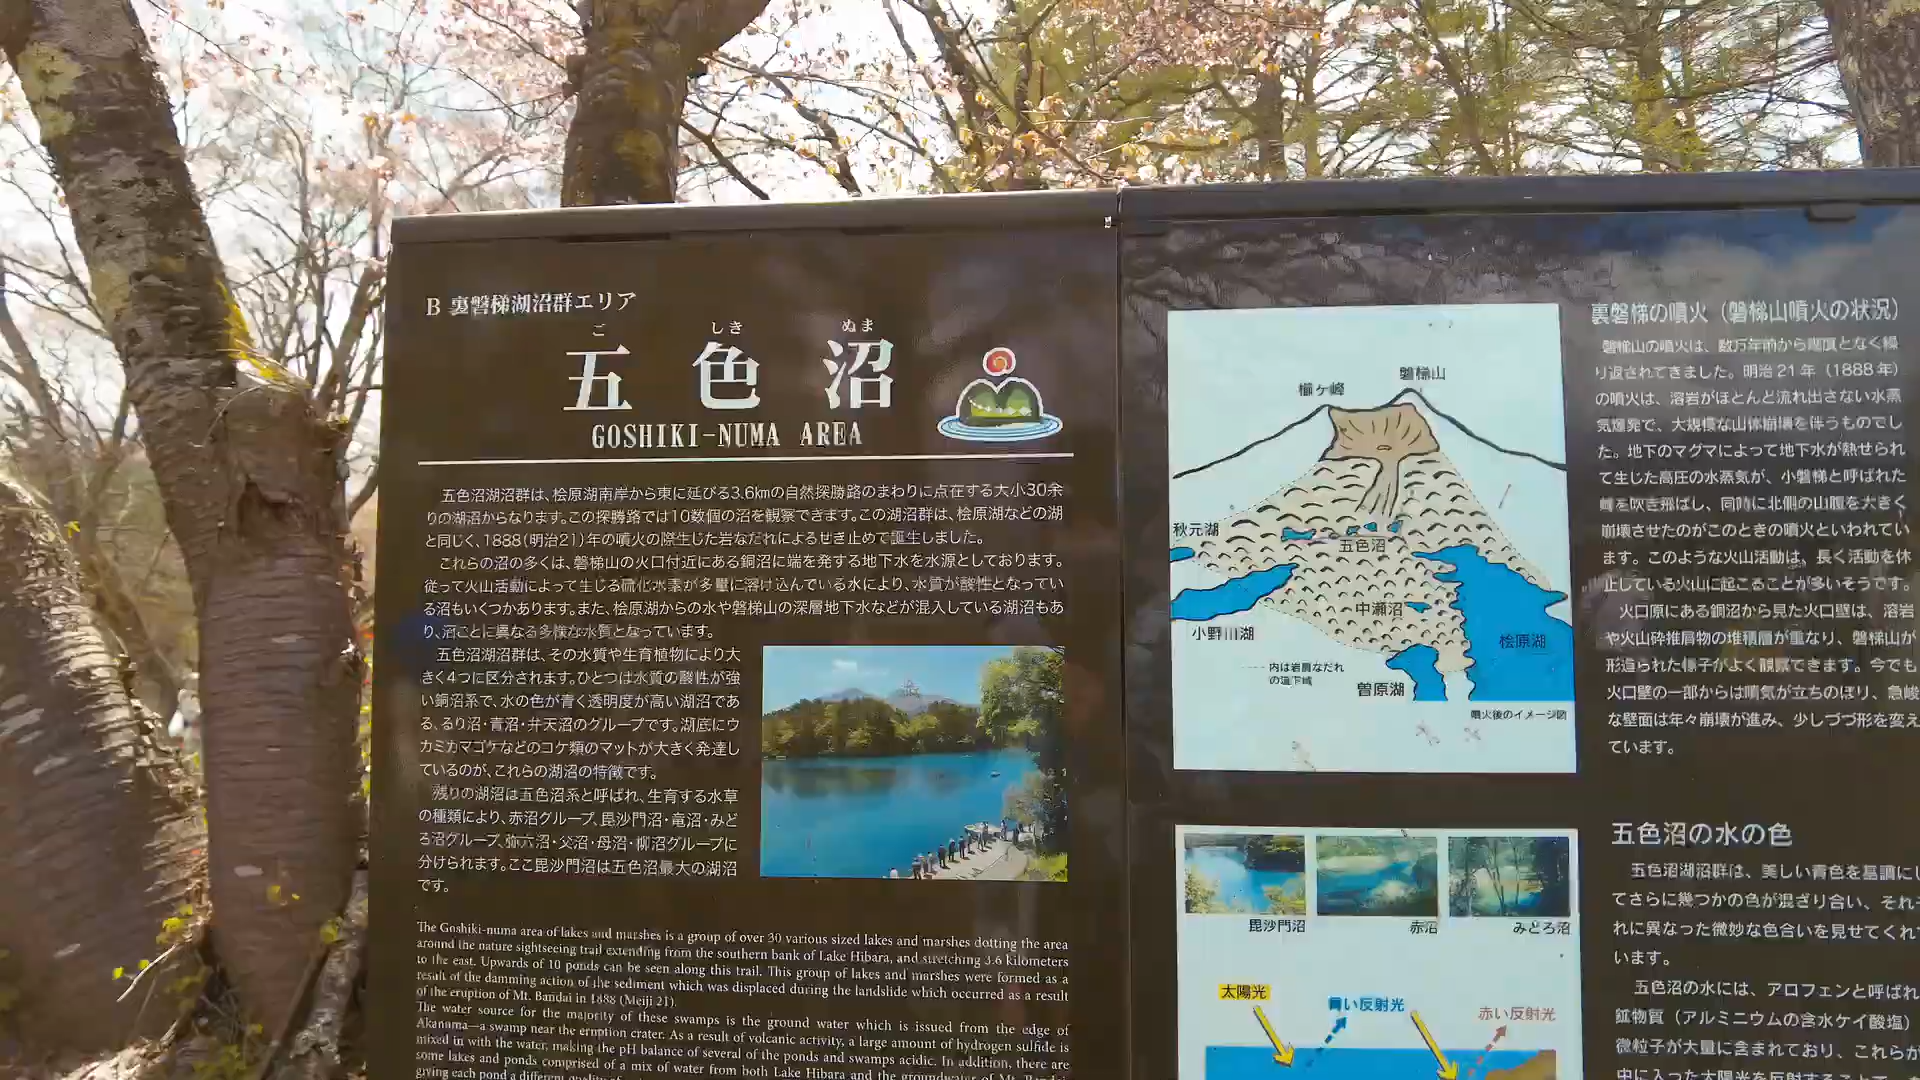 B 裏磐梯湖沼群エリア
ご しき ぬま
五色沼
GOSHIKI-NUMA AREA
五色沼湖沼群は、桧原湖南岸から東に延びる3.6kmの自然探勝路のまわりに点在する大小30余
りの湖沼からなります。この探勝路では10数個の沼を観察できます。この湖沼群は、桧原湖などの湖
と同じく、1888(明治21)年の噴火の際生じた岩なだれによるせき止めで誕生しました。
これらの沼の多くは、磐梯山の火口付近にある銅沼に端を発する地下水を水源としております。
従って火山活動によって生じる硫化水素が多量に溶け込んでいる水により、水質が酸性となってい
る沼もいくつかあります。また、桧原湖からの水や磐梯山の深層地下水などが混入している湖沼もあ
り、沼ごとに異なる多様な水質となっています。
五色沼湖沼群は、その水質や生育植物により大
きく4つに区分されます。ひとつは水質の酸性が強
い銅沼系で、水の色が青く透明度が高い湖沼であ
る、るり沼・青沼・弁天沼のグループです。湖底にウ
カミカマゴケなどのコケ類のマットが大きく発達し
ているのが、これらの湖沼の特徴です。
残りの湖沼は五色沼系と呼ばれ、生育する水草
の種類により、赤沼グループ、毘沙門沼・竜沼・みど
ろ沼グループ、弥六沼・父沼・母沼・柳沼グループに
分けられます。ここ毘沙門沼は五色沼最大の湖沼
です。
The Goshiki-numa area of lakes and marshes is a group of over 30 various sized lakes and marshes dotting the area
around the nature sightseeing trail extending from the southern bank of Lake Hibara, and stretching 3.6 kilometers
to the east. Upwards of 10 ponds can be seen along this trail. This group of lakes and marshes were formed as a
result of the damming action of the sediment which was displaced during the landslide which occurred as a result
of the eruption of Mt. Bandai in 1888 (Meiji 21).
The water source for the majority of these swamps is the ground water which is issued from the edge of
Akanuma—a swamp near the eruption crater. As a result of volcanic activity, a large amount of hydrogen sulfide is
mixed in with the water, making the pH balance of several of the ponds and swamps acidic. In addition, there are
some lakes and ponds comprised of a mix of water from both Lake Hibara and the groundwater of Mt. Bandai
giving each pond a different quality of
櫛ヶ峰
磐梯山
秋元湖
五色沼
中瀬沼
小野川湖
桧原湖
内は岩屑なだれ
の流下域
曽原湖
噴火後のイメージ図
裏磐梯の噴火（磐梯山噴火の状況）
磐梯山の噴火は、数万年前から幾度となく繰
り返されてきました。明治 21 年（1888 年）
の噴火は、溶岩がほとんど流れ出さない水蒸
気爆発で、大規模な山体崩壊を伴うものでし
た。地下のマグマによって地下水が熱せられ
て生じた高圧の水蒸気が、小磐梯と呼ばれた
峰を吹き飛ばし、同時に北側の山腹を大きく
崩壊させたのがこのときの噴火といわれてい
ます。このような火山活動は、長く活動を休
止している火山に起こることが多いそうです。
火口原にある銅沼から見た火口壁は、溶岩
や火山砕屑物の堆積層が重なり、磐梯山が
形造られた様子がよく観察できます。今でも
火口壁の一部からは噴気が立ちのぼり、急峻
な壁面は年々崩壊が進み、少しづつ形を変え
ています。
毘沙門沼
赤沼
みどろ沼
太陽光
青い反射光
赤い反射光
五色沼の水の色
五色沼湖沼群は、美しい青色を基調にし
てさらに幾つかの色が混ざり合い、それぞ
れに異なった微妙な色合いを見せてくれて
います。
五色沼の水には、アロフェンと呼ばれ
鉱物質（アルミニウムの含水ケイ酸塩）
微粒子が大量に含まれており、これらが
中に入った太陽光を反射することで